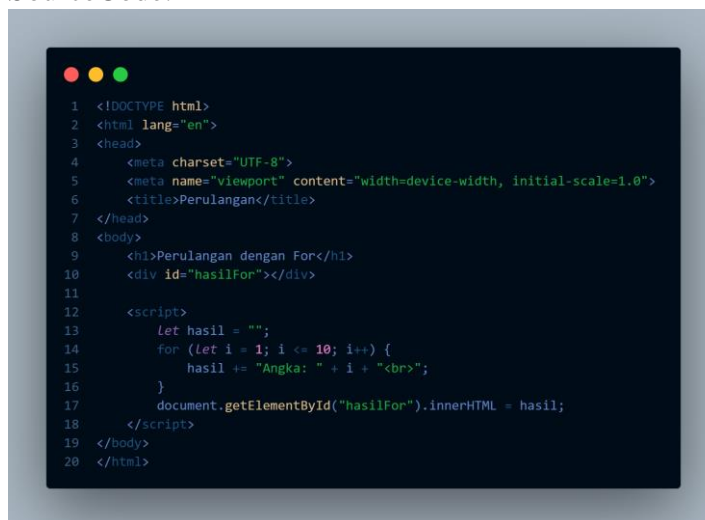 1 <!DOCTYPE html>
2 <html lang="en">
3 <head>
4     <meta charset="UTF-8">
5     <meta name="viewport" content="width=device-width, initial-scale=1.0">
6     <title>Perulangan</title>
7 </head>
8 <body>
9     <h1>Perulangan dengan For</h1>
10     <div id="hasilFor"></div>
11
12     <script>
13         let hasil = "";
14         for (let i = 1; i <= 10; i++) {
15             hasil += "Angka: " + i + "<br>";
16         }
17         document.getElementById("hasilFor").innerHTML = hasil;
18     </script>
19 </body>
20 </html>